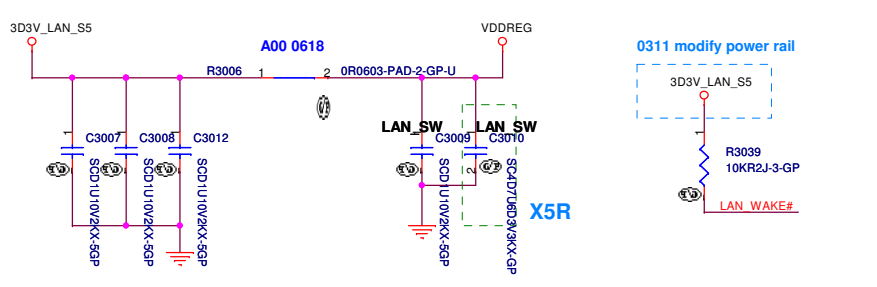 3D3V_LAN_S5
A00 0618
VDDREG
0311 modify power rail
R3006
1
2
0R0603-PAD-2-GP-U
3D3V_LAN_S5
1
C3007
1
C3008
1
C3012
LAN_SW
1
C3009
LAN_SW
1
C3010
2
SCD1U10V2KX-5GP
SCD1U10V2KX-5GP
SCD1U10V2KX-5GP
SCD1U10V2KX-5GP
SC4D7U6D3V3KX-GP
X5R
1
R3039
10KR2J-3-GP
LAN_WAKE#